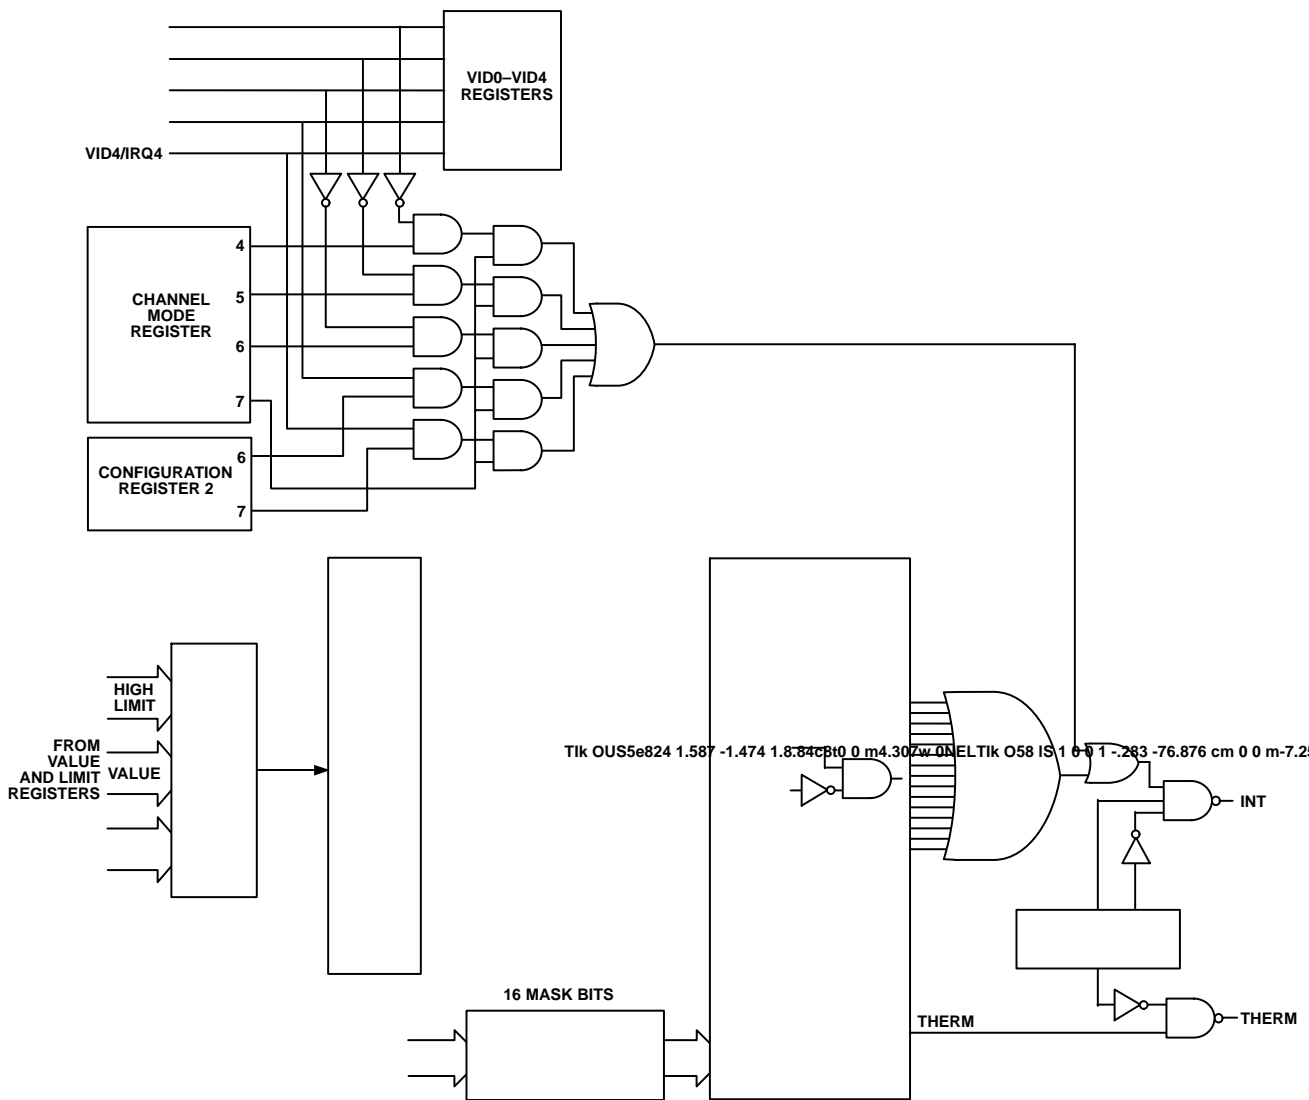 VID0–VID4
REGISTERS
VID4/IRQ4
CHANNEL
MODE
REGISTER
4
5
6
7
CONFIGURATION
REGISTER 2
6
7
HIGH
LIMIT
FROM
VALUE
AND LIMIT
REGISTERS
VALUE
TIk OUS5e824 1.587 -1.474 1.8.84c8t0 0 m4.307w 0NELTIk O58 IS 1 0 0 1 -.283 -76.876 cm 0 0 m-7.25
INT
16 MASK BITS
THERM
THERM